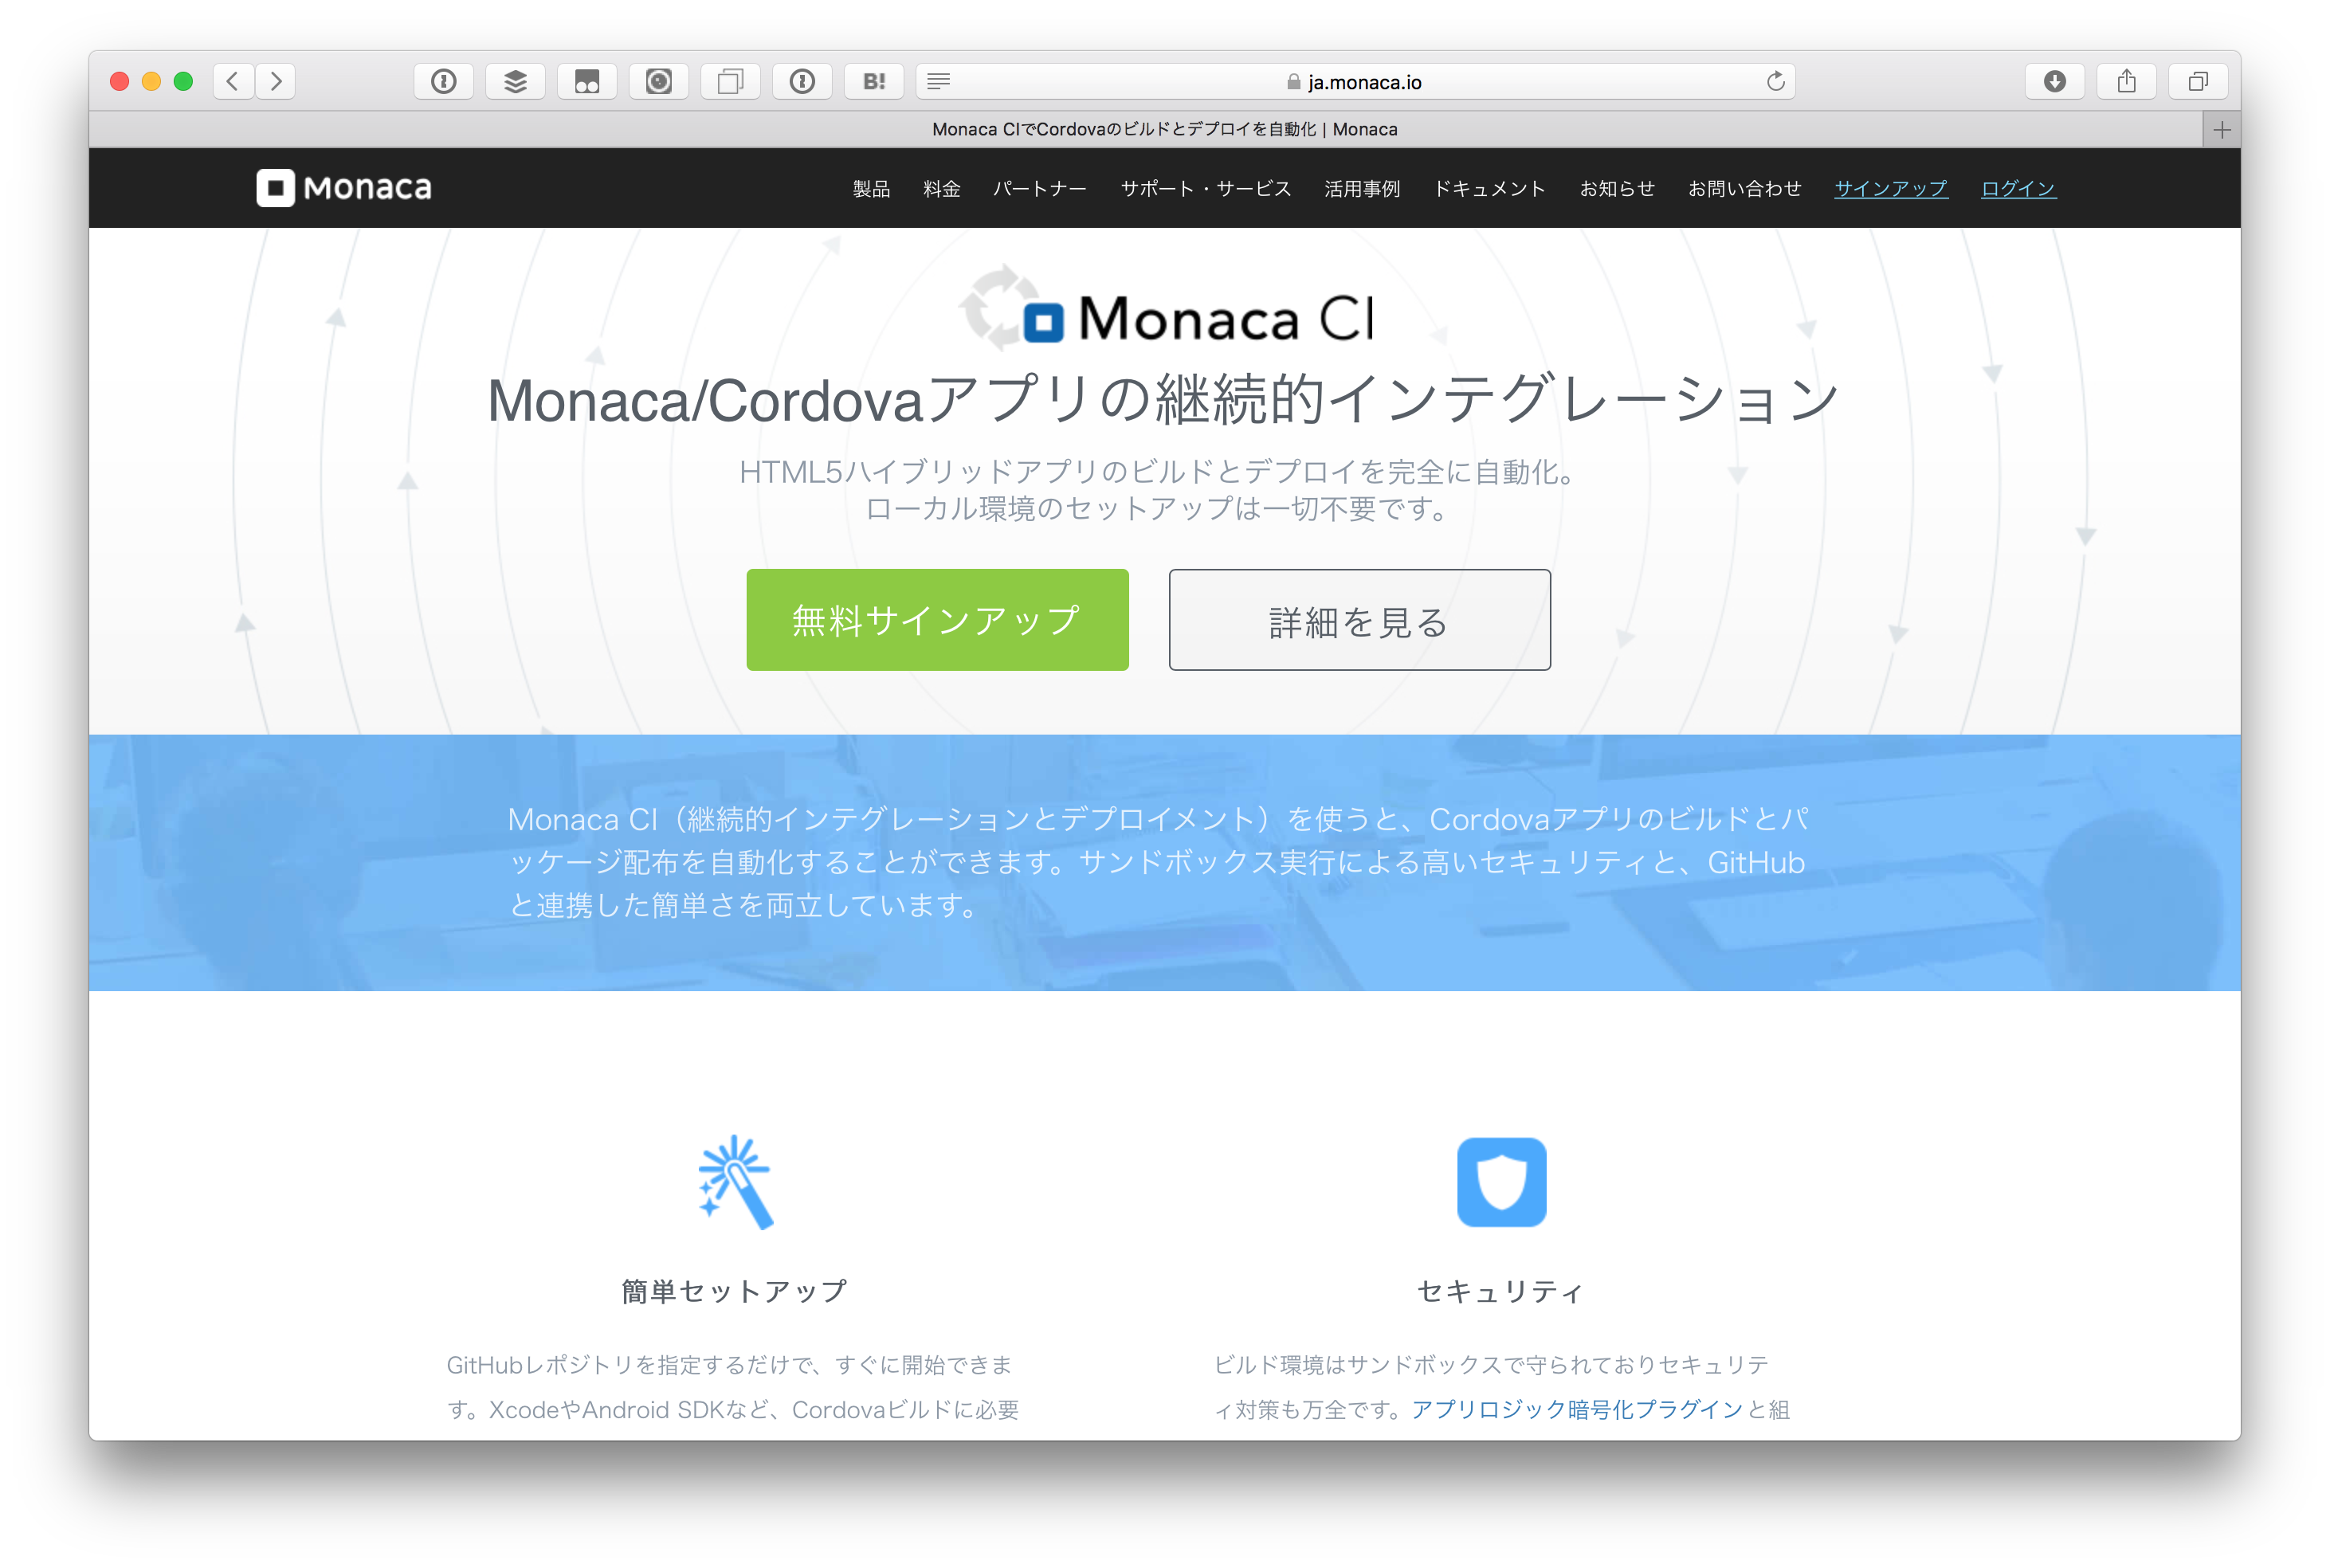 B!
ja.monaca.io
Monaca CIでCordovaのビルドとデプロイを自動化 | Monaca
Monaca
製品 料金 パートナー サポート・サービス 活用事例 ドキュメント お知らせ お問い合わせ サインアップ ログイン
Monaca CI
Monaca/Cordovaアプリの継続的インテグレーション
HTML5ハイブリッドアプリのビルドとデプロイを完全に自動化。
ローカル環境のセットアップは一切不要です。
無料サインアップ 詳細を見る
Monaca CI（継続的インテグレーションとデプロイメント）を使うと、Cordovaアプリのビルドとパ
ッケージ配布を自動化することができます。サンドボックス実行による高いセキュリティと、GitHub
と連携した簡単さを両立しています。
簡単セットアップ
GitHubレポジトリを指定するだけで、すぐに開始できま
す。XcodeやAndroid SDKなど、Cordovaビルドに必要
セキュリティ
ビルド環境はサンドボックスで守られておりセキュリテ
ィ対策も万全です。アプリロジック暗号化プラグインと組